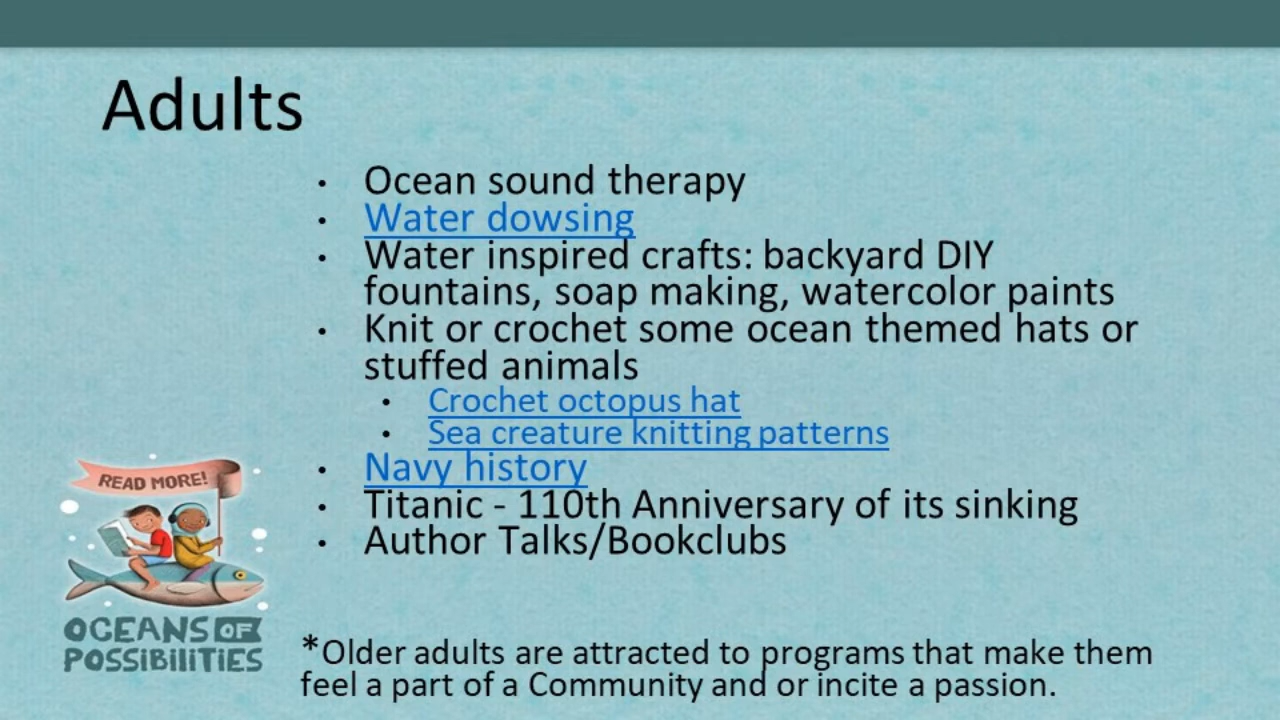 Adults
• Ocean sound therapy
• Water dowsing
• Water inspired crafts: backyard DIY
fountains, soap making, watercolor paints
• Knit or crochet some ocean themed hats or
stuffed animals
• Crochet octopus hat
• Sea creature knitting patterns
• Navy history
• Titanic - 110th Anniversary of its sinking
• Author Talks/Bookclubs
READ MORE!
OCEANS OF
POSSIBILITIES
*Older adults are attracted to programs that make them
feel a part of a Community and or incite a passion.